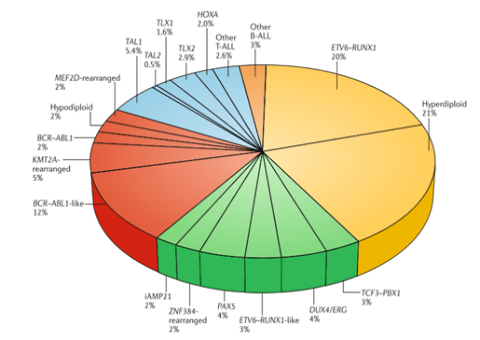 HOXA
2.0%
TLX1
1.6%
Other
T-ALL
2.6%
Other
B-ALL
3%
TAL1
5.4%
TAL2
0.5%
TLX2
2.9%
ETV6–RUNX1
20%
MEF2D-rearranged
2%
Hyperdiploid
21%
Hypodiploid
2%
BCR–ABL1
2%
KMT2A-
rearranged
5%
BCR–ABL1-like
12%
iAMP21
2%
ZNF384-
rearranged
2%
PAX5
4%
ETV6–RUNX1-like
3%
DUX4/ERG
4%
TCF3–PBX1
3%